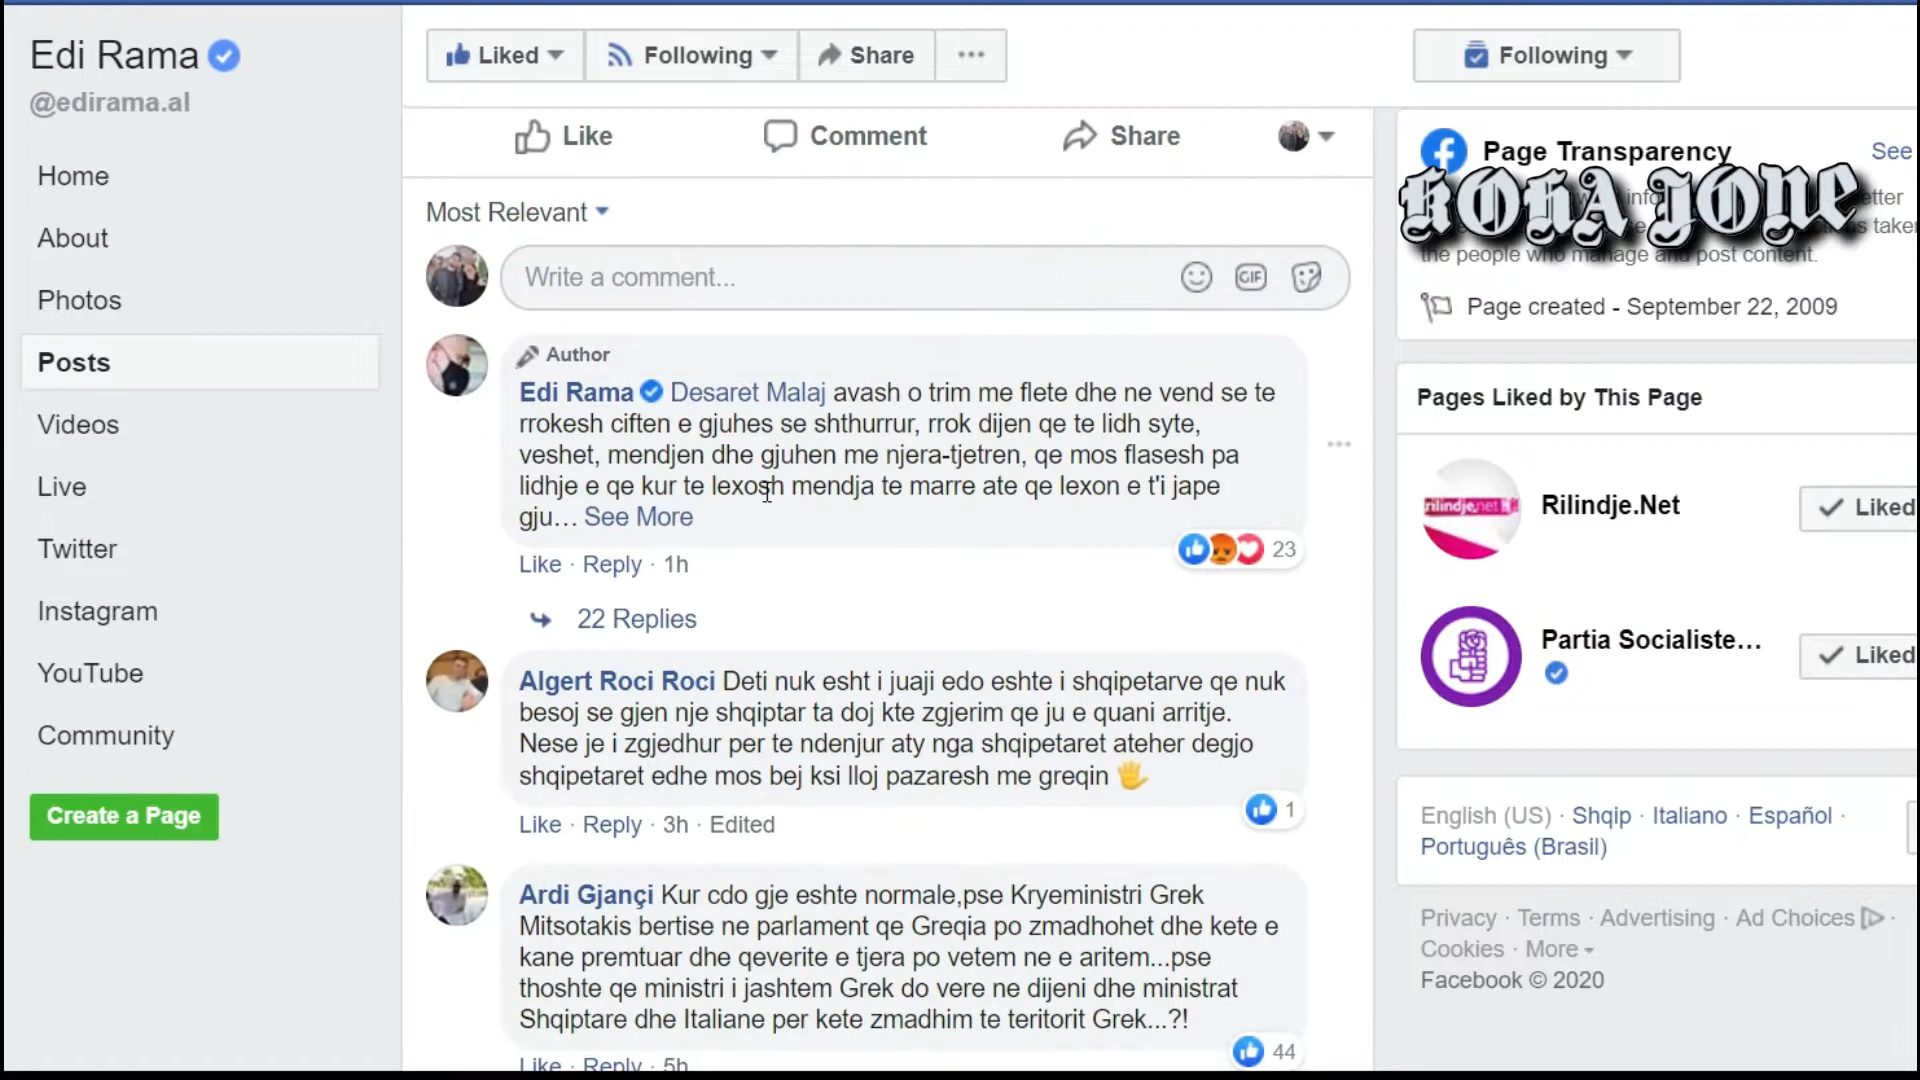 Edi Rama
@edirama.al
Home
About
Photos
Posts
Videos
Live
Twitter
Instagram
YouTube
Community
Create a Page
Liked
Following
Share
Following
Like
Comment
Share
Most Relevant
Write a comment...
GIF
Author
Edi Rama Desaret Malaj avash o trim me flete dhe ne vend se te
rrokesh ciften e gjuhes se shthurrur, rrok dijen qe te lidh syte,
veshet, mendjen dhe gjuhen me njera-tjetren, qe mos flasesh pa
lidhje e qe kur te lexosh mendja te marre ate qe lexon e t'i jape
gju... See More
23
Like · Reply · 1h
22 Replies
Algert Roci Roci Deti nuk esht i juaji edo eshte i shqipetarve qe nuk
besoj se gjen nje shqiptar ta doj kte zgjerim qe ju e quani arritje.
Nese je i zgjedhur per te ndenjur aty nga shqipetaret ateher degjo
shqipetaret edhe mos bej ksi lloj pazaresh me greqin 🖐
1
Like · Reply · 3h · Edited
Ardi Gjançi Kur cdo gje eshte normale,pse Kryeministri Grek
Mitsotakis bertise ne parlament qe Greqia po zmadhohet dhe kete e
kane premtuar dhe qeverite e tjera po vetem ne e aritem...pse
thoshte qe ministri i jashtem Grek do vere ne dijeni dhe ministrat
Shqiptare dhe Italiane per kete zmadhim te teritorit Grek...?!
44
Like · Reply · 5h
Page Transparency
See
KOHA JONE
the people who manage and post content.
Page created - September 22, 2009
Pages Liked by This Page
rilindje.net
Rilindje.Net
Liked
Partia Socialiste...
Liked
English (US) · Shqip · Italiano · Español ·
Português (Brasil)
Privacy · Terms · Advertising · Ad Choices ·
Cookies · More
Facebook © 2020